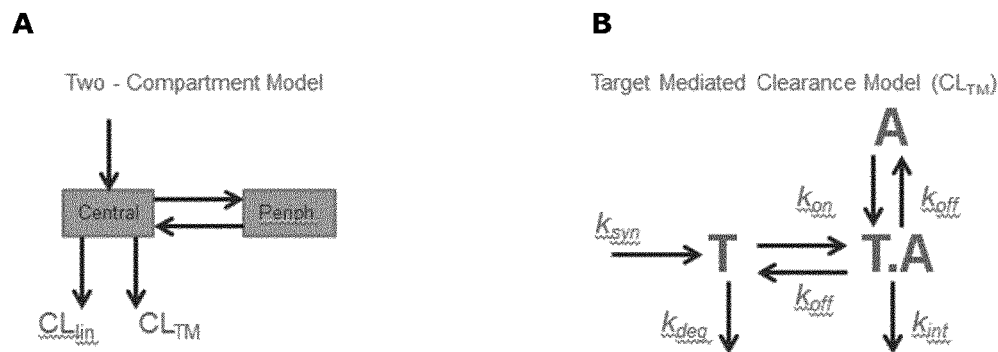 A
B
Two - Compartment Model
Target Mediated Clearance Model (CLTM)
A
Central
Periph
kon
koff
ksyn
T
T.A
koff
CLlin
CLTM
kdeg
kint